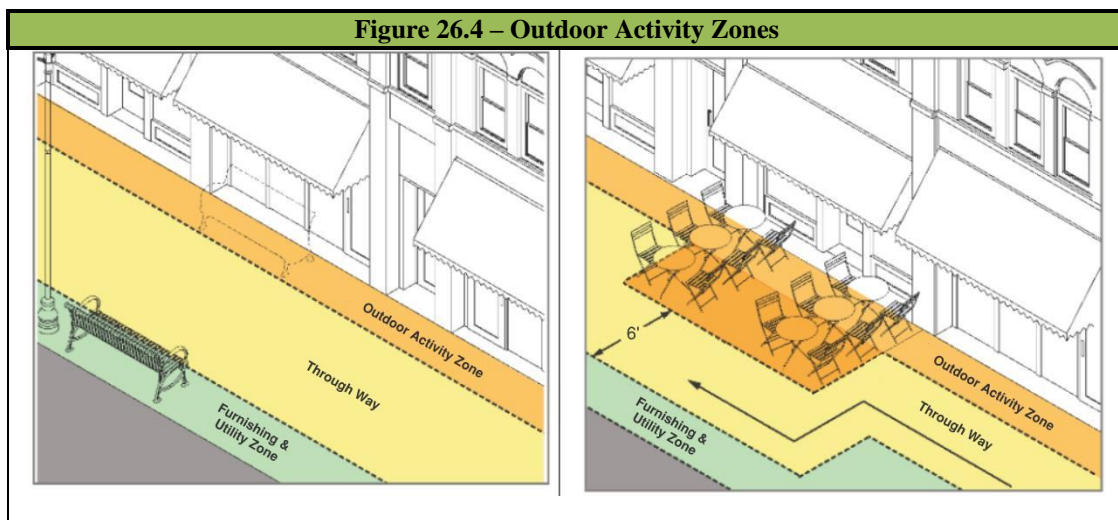 Figure 26.4 – Outdoor Activity Zones
Outdoor Activity Zone
Through Way
Furnishing &
Utility Zone
6'
Outdoor Activity Zone
Through Way
Furnishing &
Utility Zone